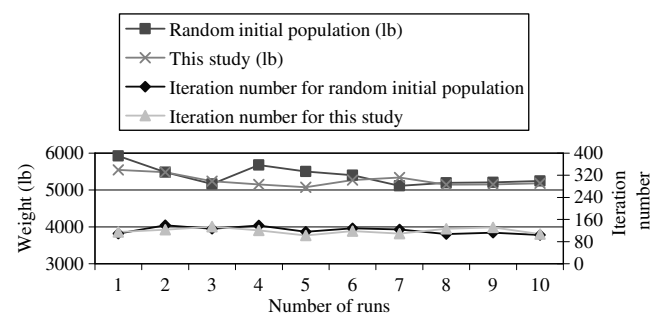 Random initial population (lb)
This study (lb)
Iteration number for random initial population
Iteration number for this study
Weight (lb)
6000
5000
4000
3000
400
320
240
160
80
0
Iteration
number
1 2 3 4 5 6 7 8 9 10
Number of runs